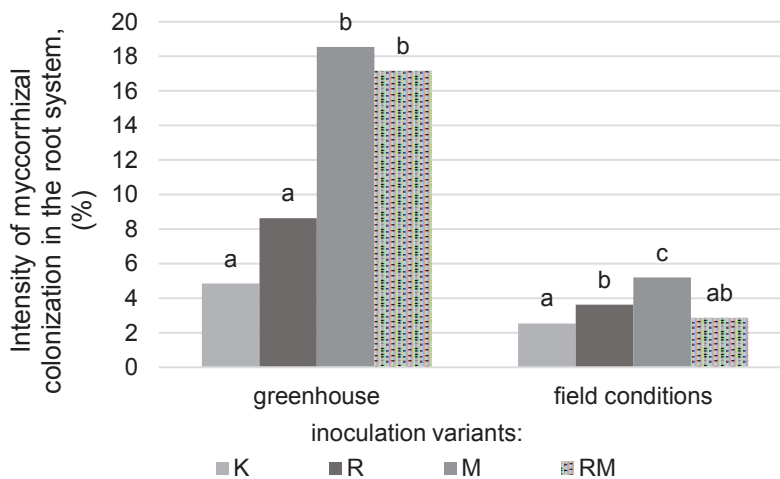 Intensity of myccorrhizal
colonization in the root system,
(%)
20
18
16
14
12
10
8
6
4
2
0
a
a
b
b
a
b
c
ab
greenhouse
field conditions
inoculation variants:
K
R
M
RM